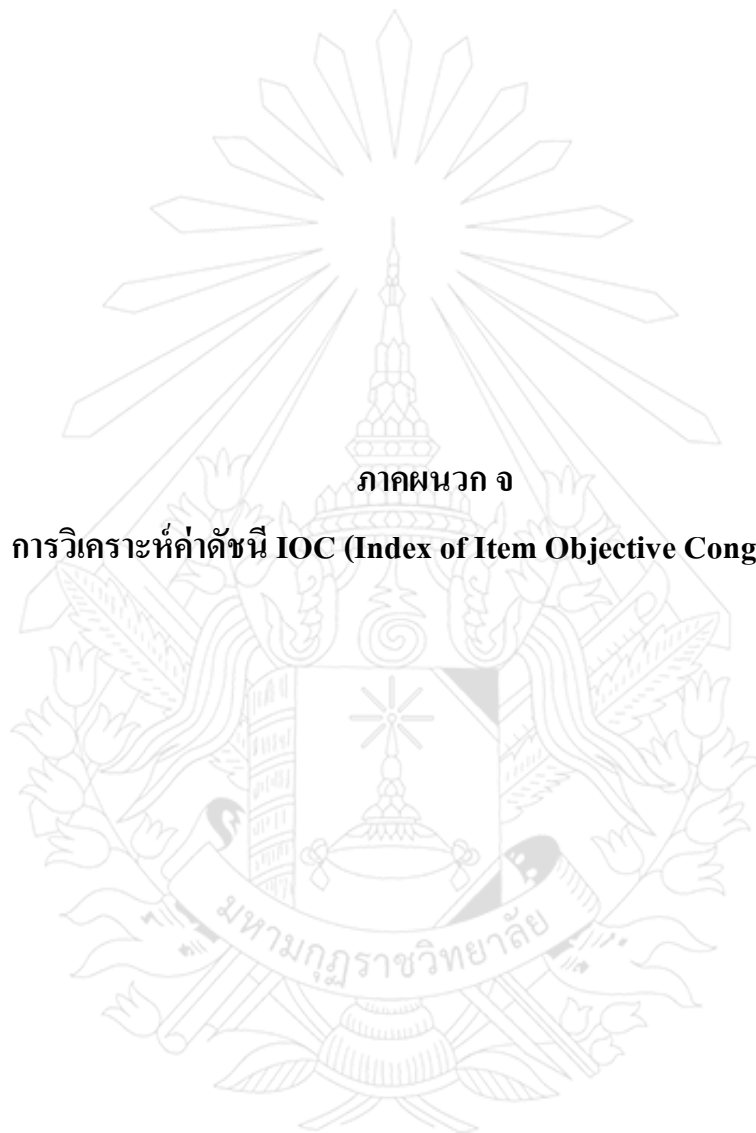 ภาคผนวก จ
การวิเคราะห์ค่าดัชนี IOC (Index of Item Objective Cong
มหามกุฏราชวิทยาลัย